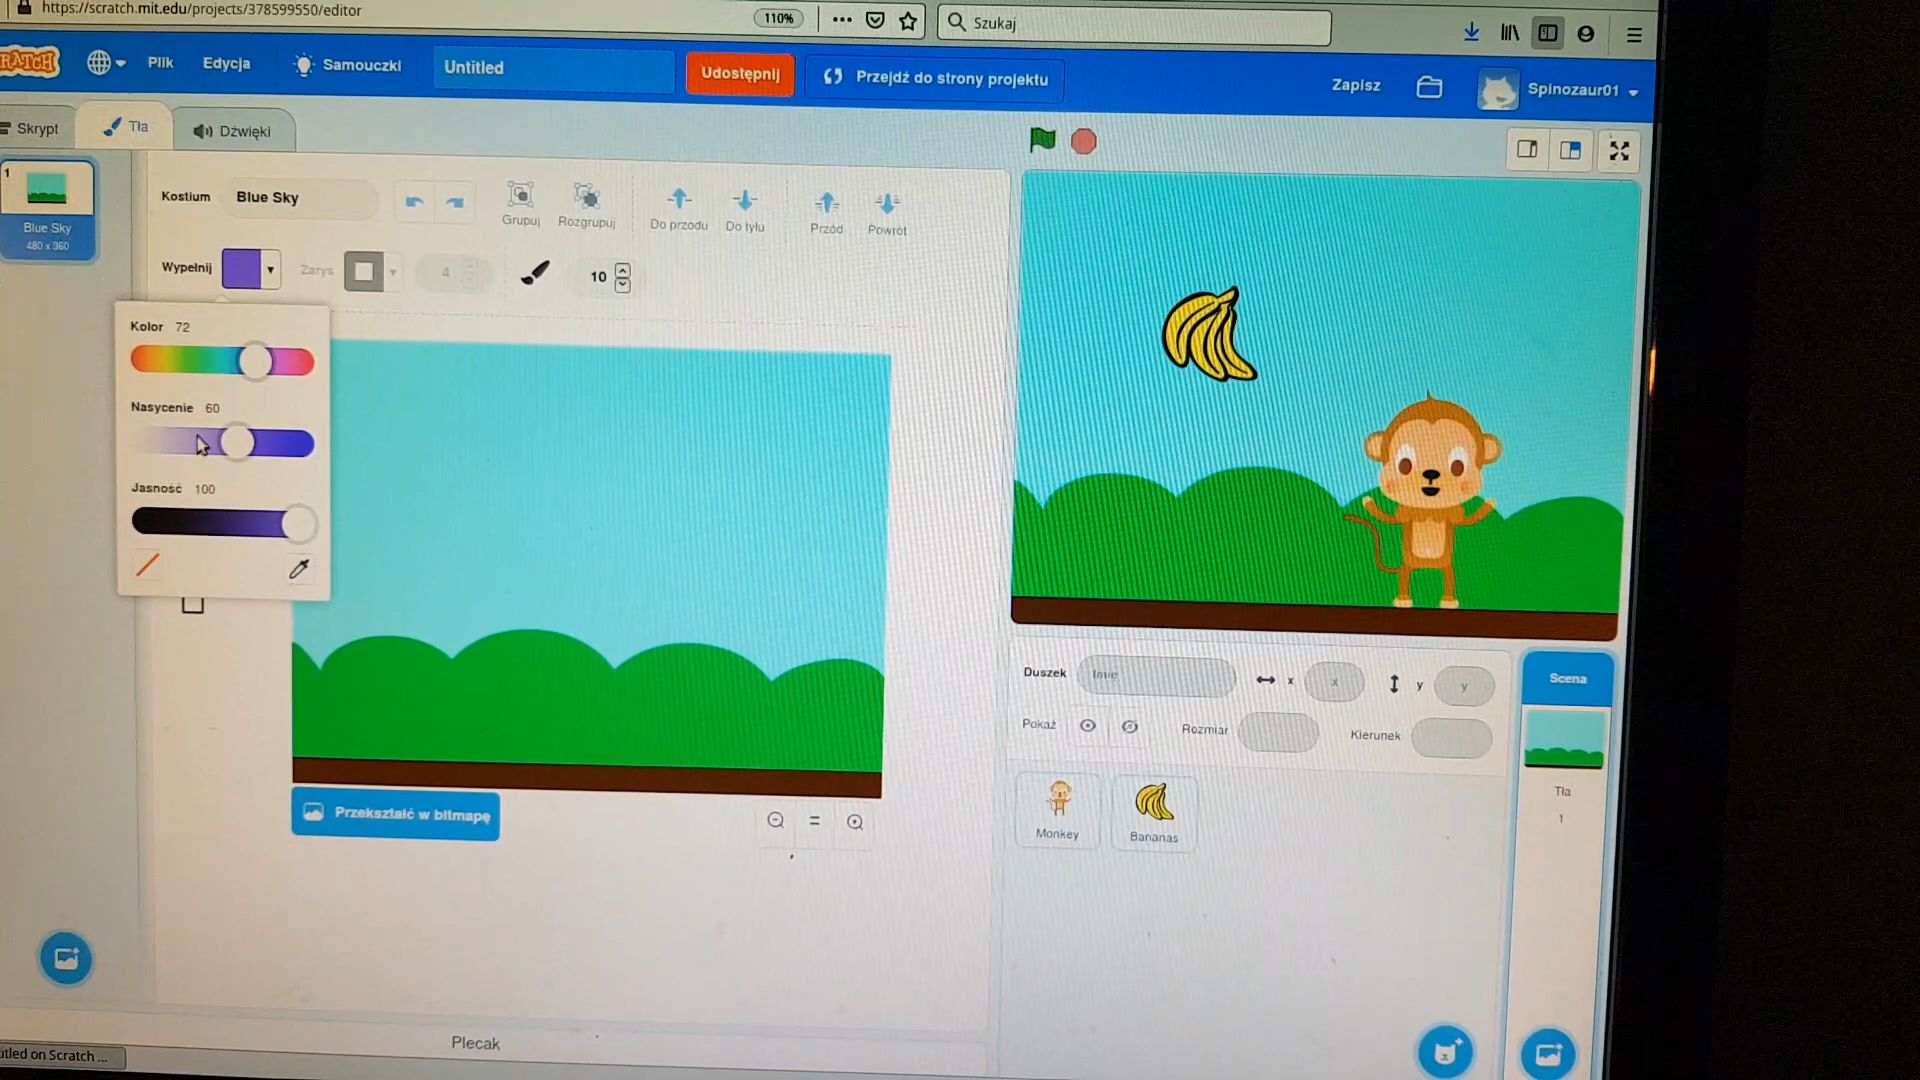 https://scratch.mit.edu/projects/378599550/editor
110%
Szukaj
RATCH
Plik
Edycja
Samouczki
Untitled
Udostępnij
Przejdź do strony projektu
Zapisz
Spinozaur01
Skrypt
Tła
Dźwięki
1
Blue Sky
480 x 360
Kostium
Blue Sky
Grupuj
Rozgrupuj
Do przodu
Do tyłu
Przód
Powrót
Wypełnij
Zarys
4
10
Kolor 72
Nasycenie 60
Jasność 100
Przekształć w bitmapę
=
Duszek
Imię
x
x
y
y
Pokaż
Rozmiar
Kierunek
Monkey
Bananas
Scena
Tła
1
Plecak
itled on Scratch ...